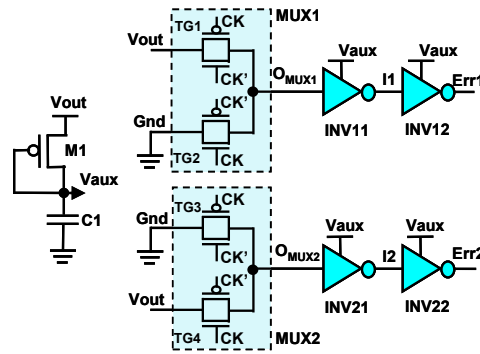 MUX1
TG1
CK
Vout
CK'
Vaux
Vaux
OMUX1
I1
Err1
CK'
Gnd
INV11
INV12
TG2
CK
Vout
M1
Vaux
C1
TG3
CK
Gnd
CK'
Vaux
Vaux
OMUX2
I2
Err2
CK'
Vout
INV21
INV22
TG4
CK
MUX2